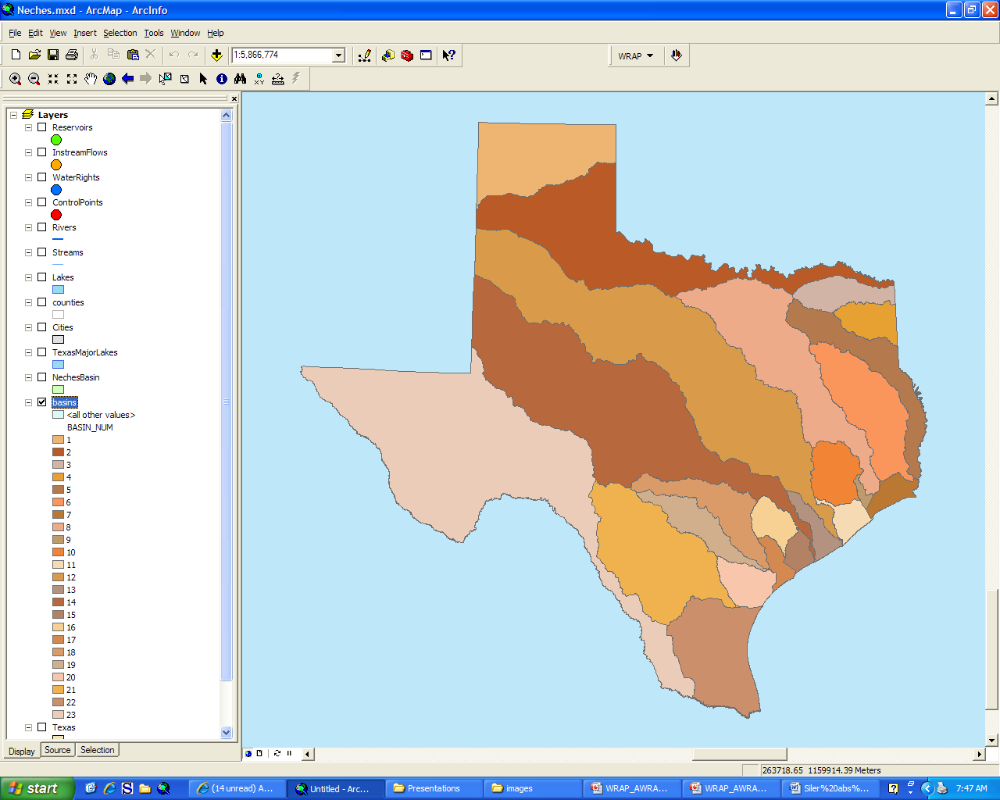 Neches.mxd - ArcMap - ArcInfo
File Edit View Insert Selection Tools Window Help
1:5,866,774
WRAP
Layers
Reservoirs
InstreamFlows
WaterRights
ControlPoints
Rivers
Streams
Lakes
counties
Cities
TexasMajorLakes
NechesBasin
basins
<all other values>
BASIN_NUM
1
2
3
4
5
6
7
8
9
10
11
12
13
14
15
16
17
18
19
20
21
22
23
Texas
Display Source Selection
263718.65 1159914.39 Meters
start
(14 unread) A...
Untitled - Arc...
Presentations
images
WRAP_AWRA...
WRAP_AWRA...
Siler%20abs%...
7:47 AM